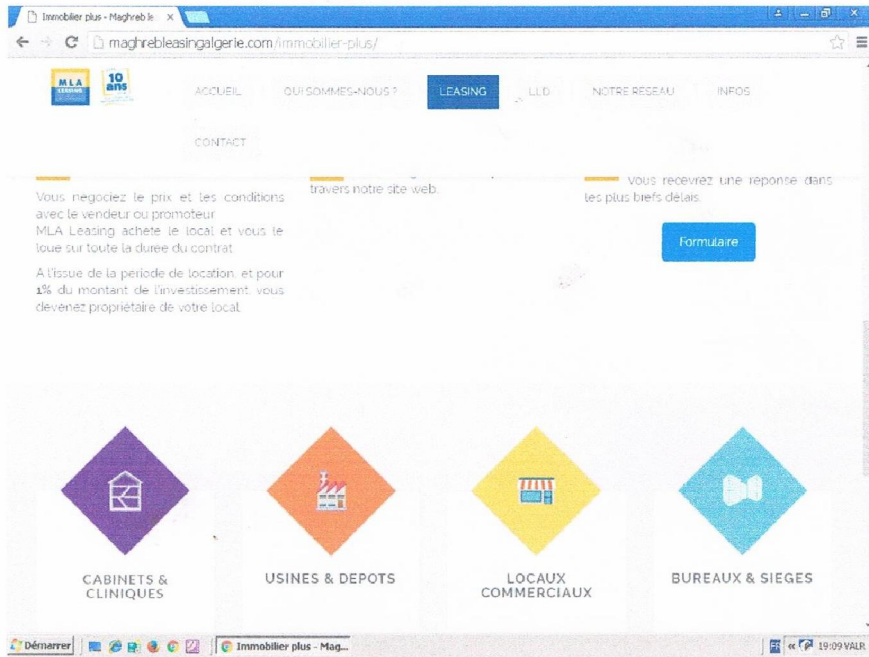 Immobilier plus - Maghreb le
maghrebleasingalgerie.com/immobilier-plus/
MLA
LEASING
10
ans
ACCUEIL
QUI SOMMES-NOUS ?
LEASING
LLD
NOTRE RESEAU
INFOS
CONTACT
Vous négociez le prix et les conditions
avec le vendeur ou promoteur
MLA Leasing achète le local et vous le
loue sur toute la durée du contrat
A l'issue de la période de location, et pour
1% du montant de l'investissement vous
devenez propriétaire de votre local.
travers notre site web.
Vous recevrez une réponse dans
les plus brefs délais.
Formulaire
CABINETS &
CLINIQUES
USINES & DEPOTS
LOCAUX
COMMERCIAUX
BUREAUX & SIEGES
Démarrer
Immobilier plus - Mag...
FR
19:09 VALR